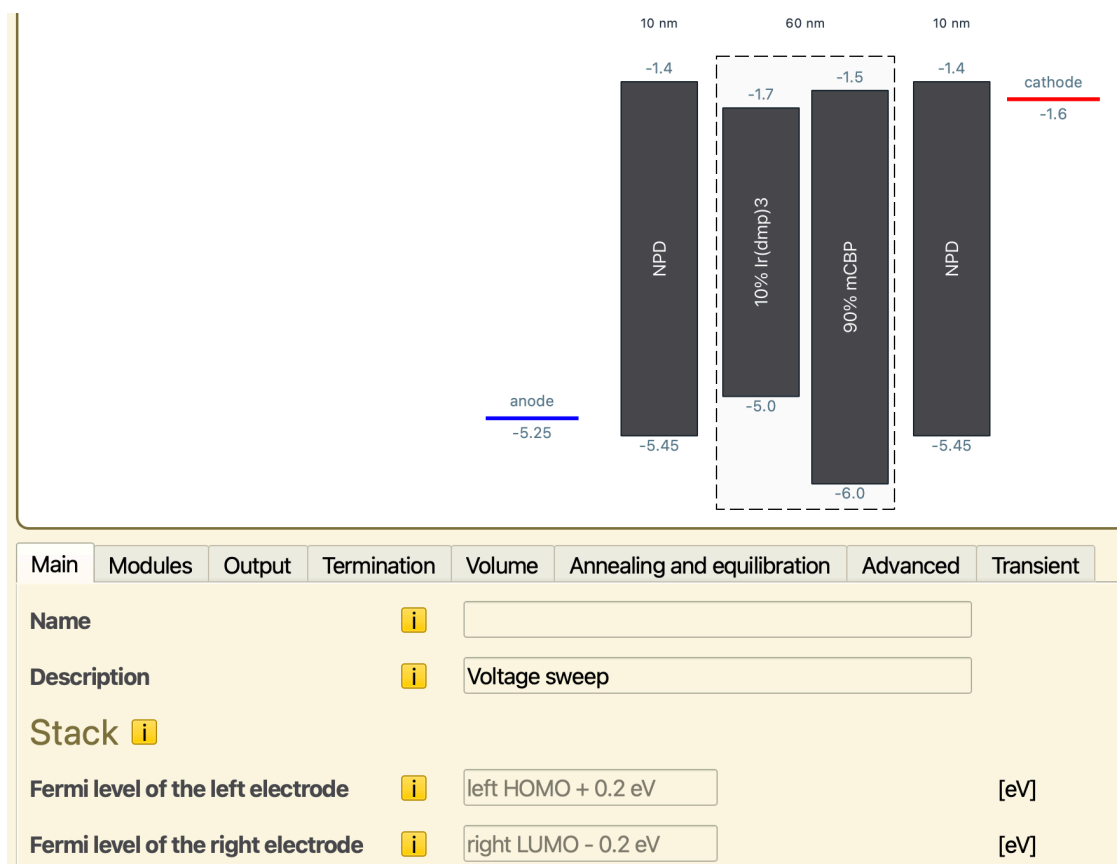 10 nm 60 nm 10 nm
-1.4 -1.5 -1.4
-1.7 cathode
-1.6
NPD 10% Ir(dmp)3 90% mCBP NPD
anode -5.0
-5.25 -5.45 -5.45
-6.0
Main Modules Output Termination Volume Annealing and equilibration Advanced Transient
Name i
Description i Voltage sweep
Stack i
Fermi level of the left electrode i left HOMO + 0.2 eV [eV]
Fermi level of the right electrode i right LUMO - 0.2 eV [eV]